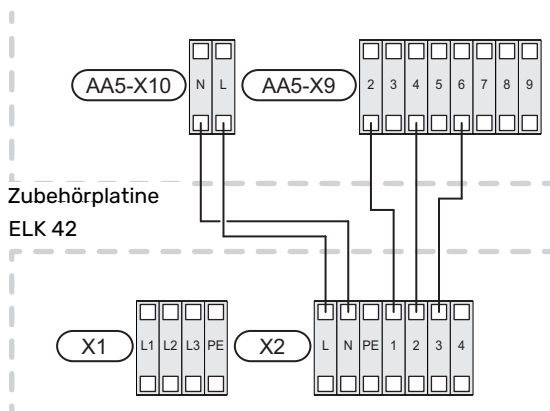 AA5-X10 N L AA5-X9 2 3 4 5 6 7 8 9
Zubehörplatine
ELK 42
X1 L1 L2 L3 PE X2 L N PE 1 2 3 4